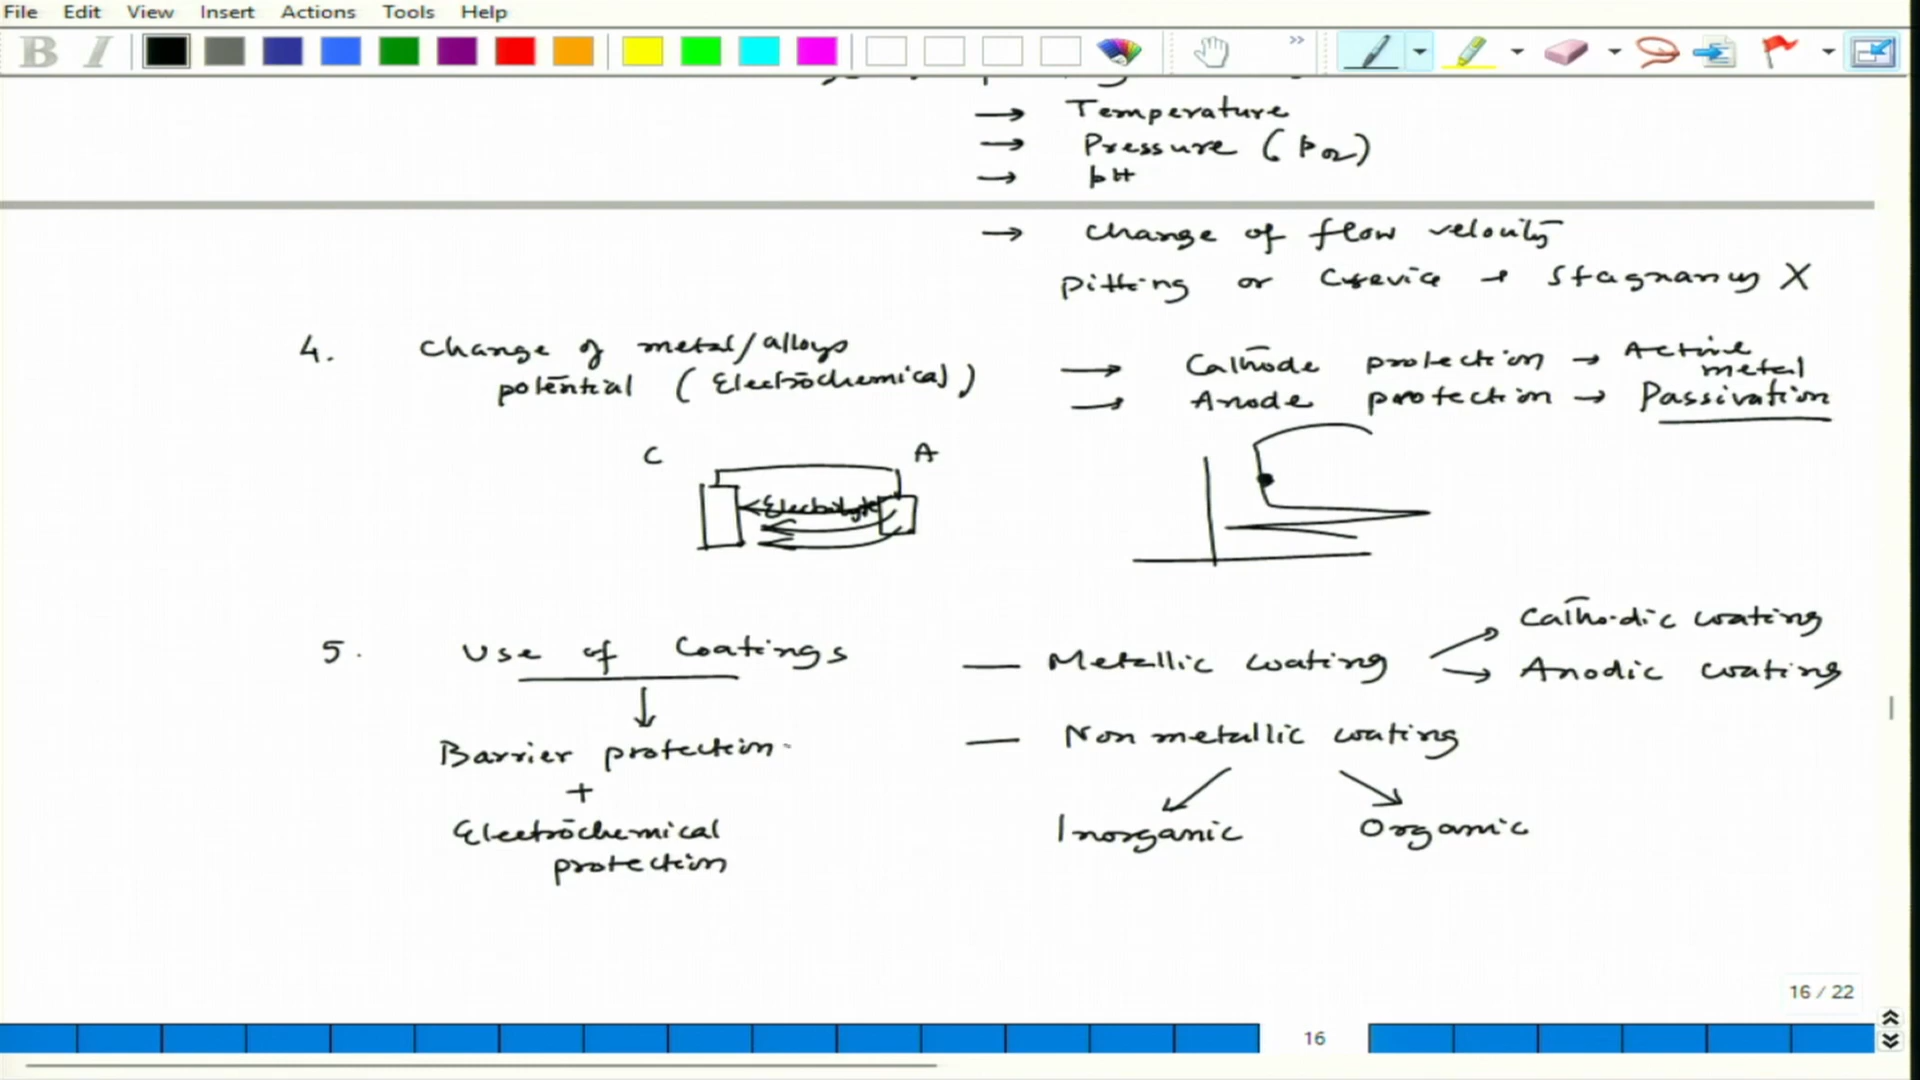 File Edit View Insert Actions Tools Help
B I
→ Temperature
→ Pressure (pO2)
→ pH
→ Change of flow velocity
Pitting or Crevice → Stagnancy X
4. Change of metal/alloys potential (Electrochemical)
→ Cathode protection → Active metal
→ Anode protection → Passivation
C A
Electrolyte
5. Use of Coatings
— Metallic coating
Cathodic coating
→ Anodic coating
Barrier protection
+
Electrochemical protection
— Non metallic coating
Inorganic Organic
16 / 22
16